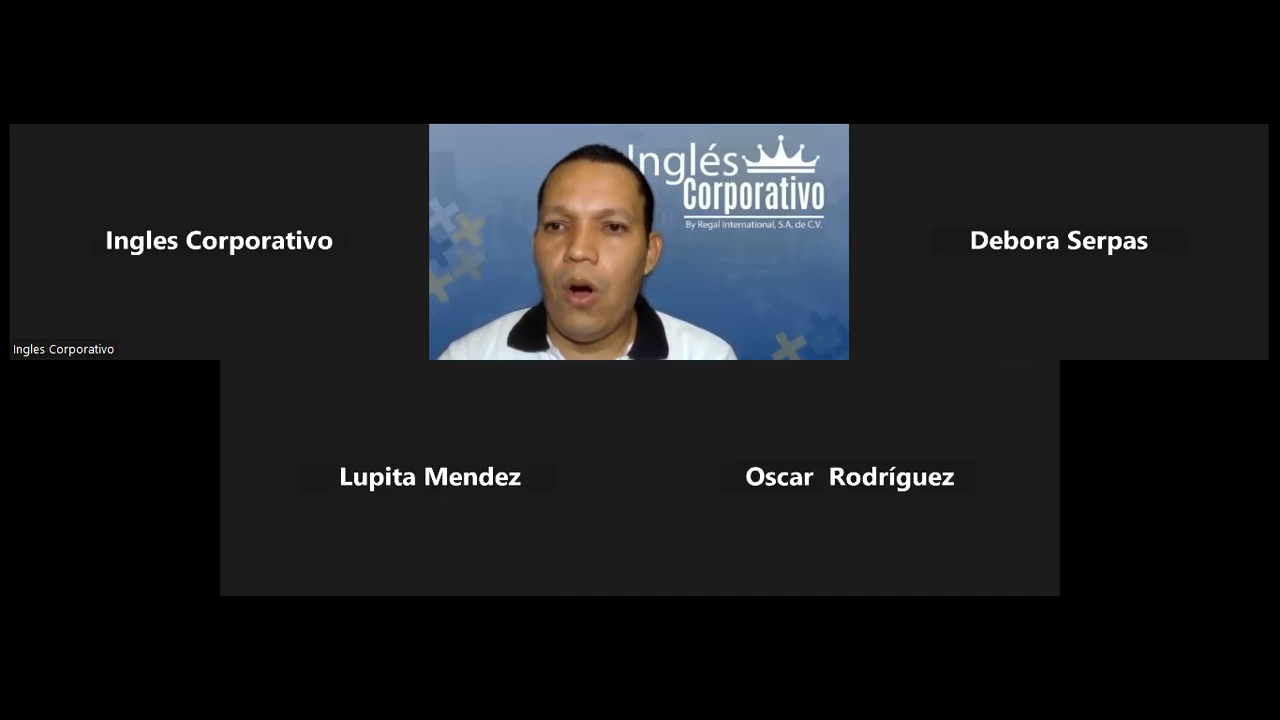 Ingles Corporativo
Inglés
Corporativo
By Regal International, S.A. de C.V.
Debora Serpas
Ingles Corporativo
Lupita Mendez
Oscar Rodríguez